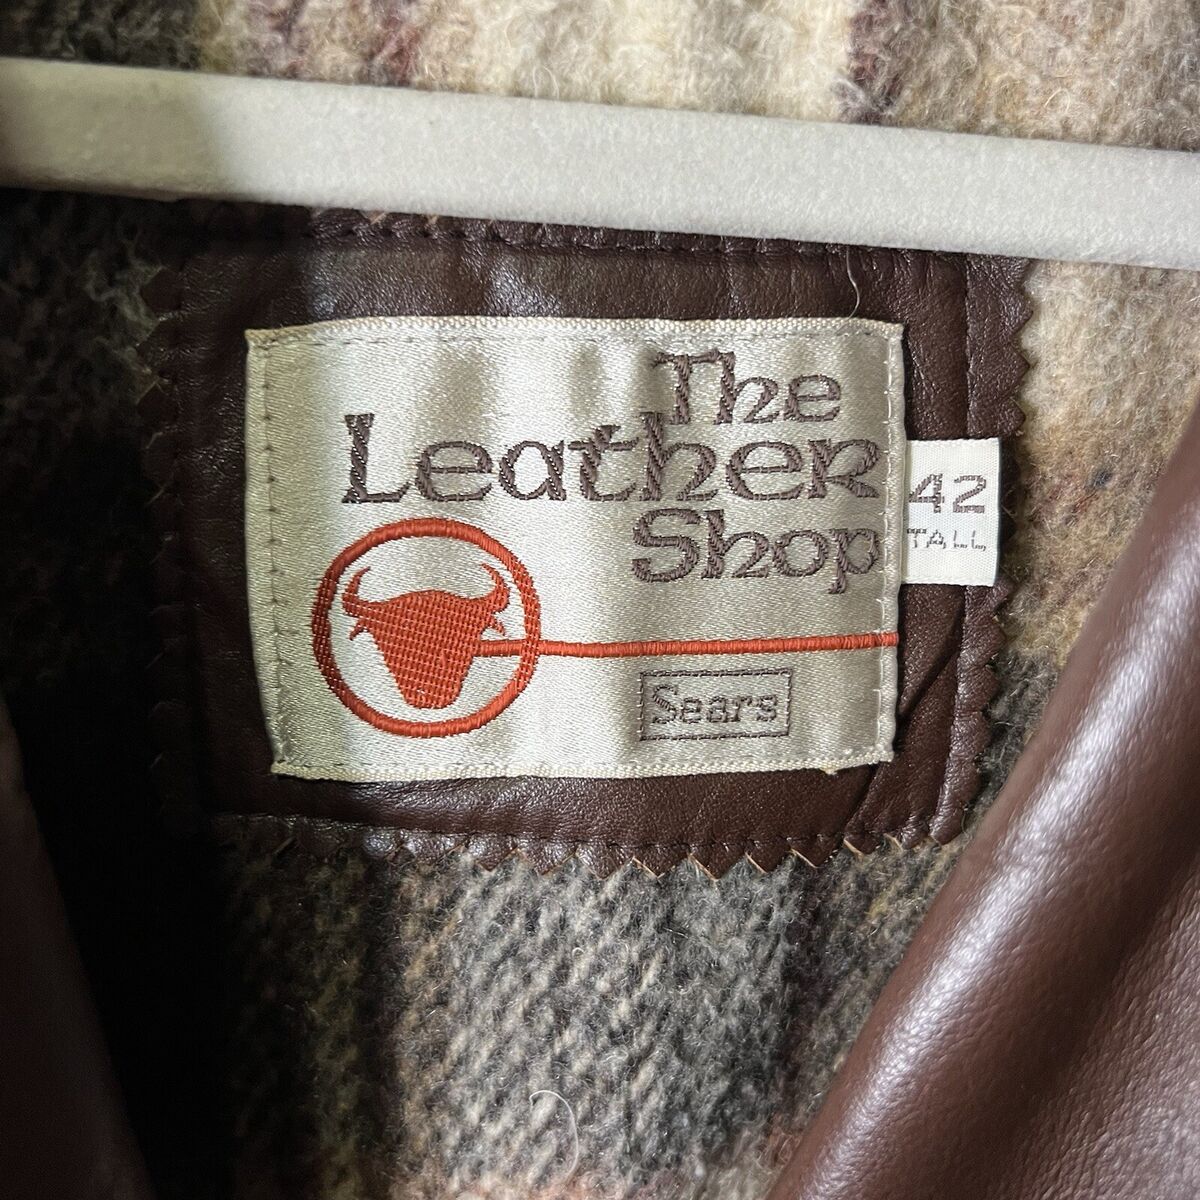 The
Leather
Shop
42
TALL
Sears